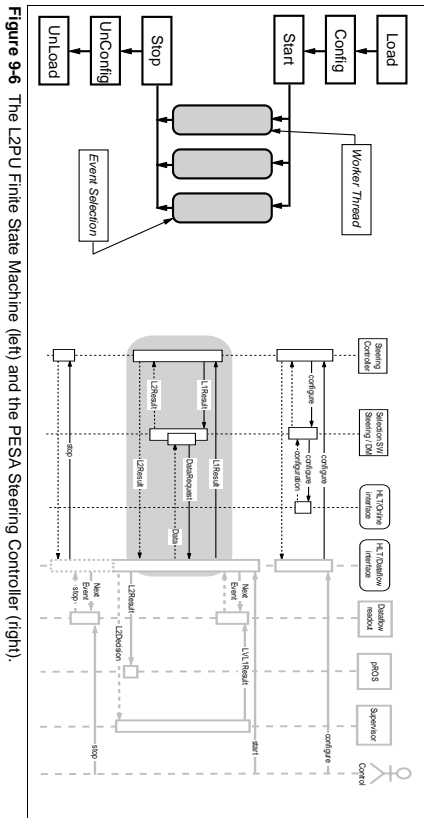 Load
Config
Start
Stop
UnConfig
UnLoad
Worker Thread
Event Selection
Steering
Controller
Selection SW
Steering / DM
HLT/Online
interface
HLT/Dataflow
interface
Dataflow
readout
pROS
Supervisor
Control
configure
configure
configure
configure
configuration
start
LVL1Result
Next
Event
L1Result
L1Result
DataRequest
Data
L2Result
L2Result
L2Result
L2Decision
Next
Event
stop
stop
stop
Figure 9-6 The L2PU Finite State Machine (left) and the PESA Steering Controller (right).